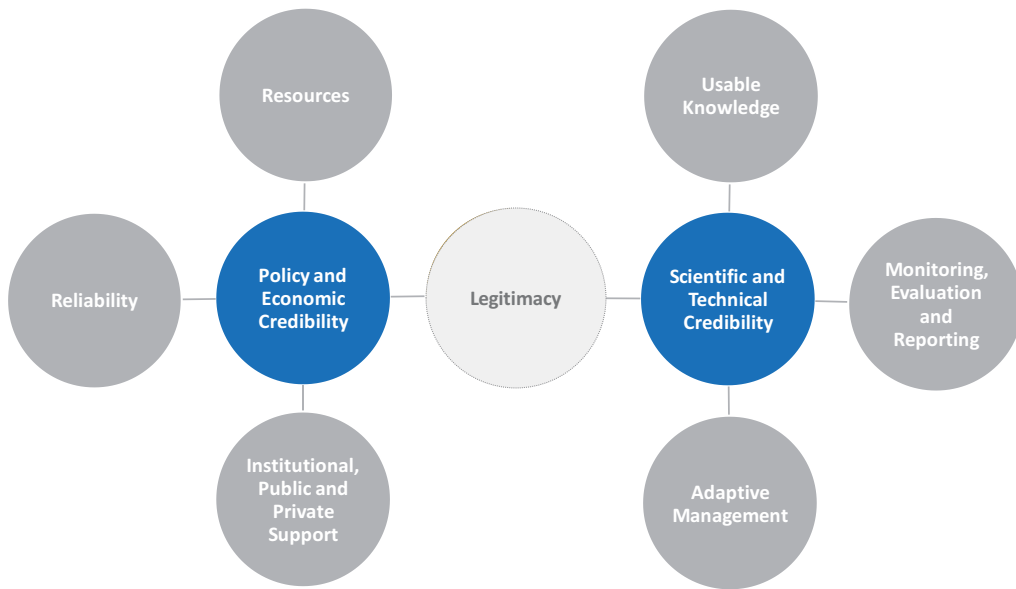 Resources
Usable
Knowledge
Reliability
Policy and
Economic
Credibility
Legitimacy
Scientific and
Technical
Credibility
Monitoring,
Evaluation
and
Reporting
Institutional,
Public and
Private
Support
Adaptive
Management